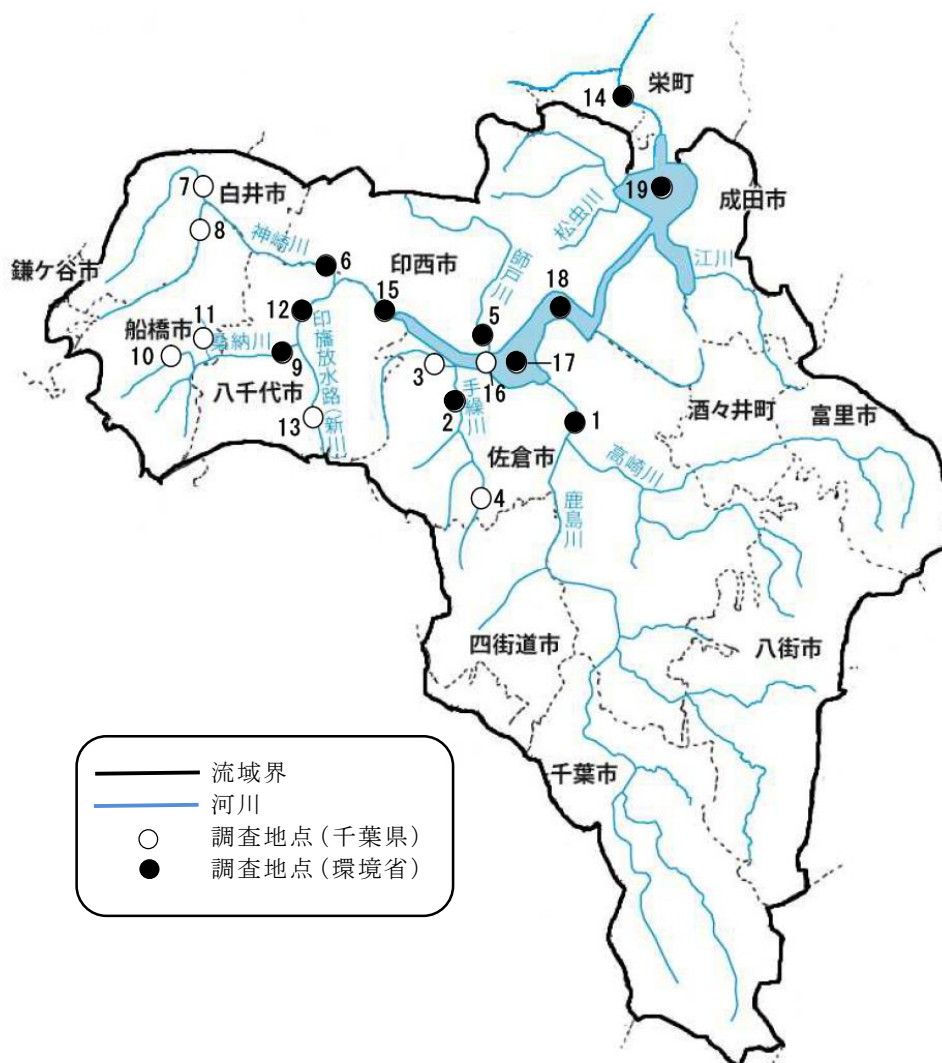 栄町
14
成田市
19
7
白井市
松虫川
8
神崎川
師戸川
江川
鎌ケ谷市
6
印西市
18
12
15
5
11
船橋市
桑納川
印旛放水路(新川)
10
9
3
16
17
八千代市
手繰川
2
13
1
酒々井町
富里市
佐倉市
高崎川
4
鹿島川
四街道市
八街市
千葉市
流域界
河川
調査地点(千葉県)
調査地点(環境省)